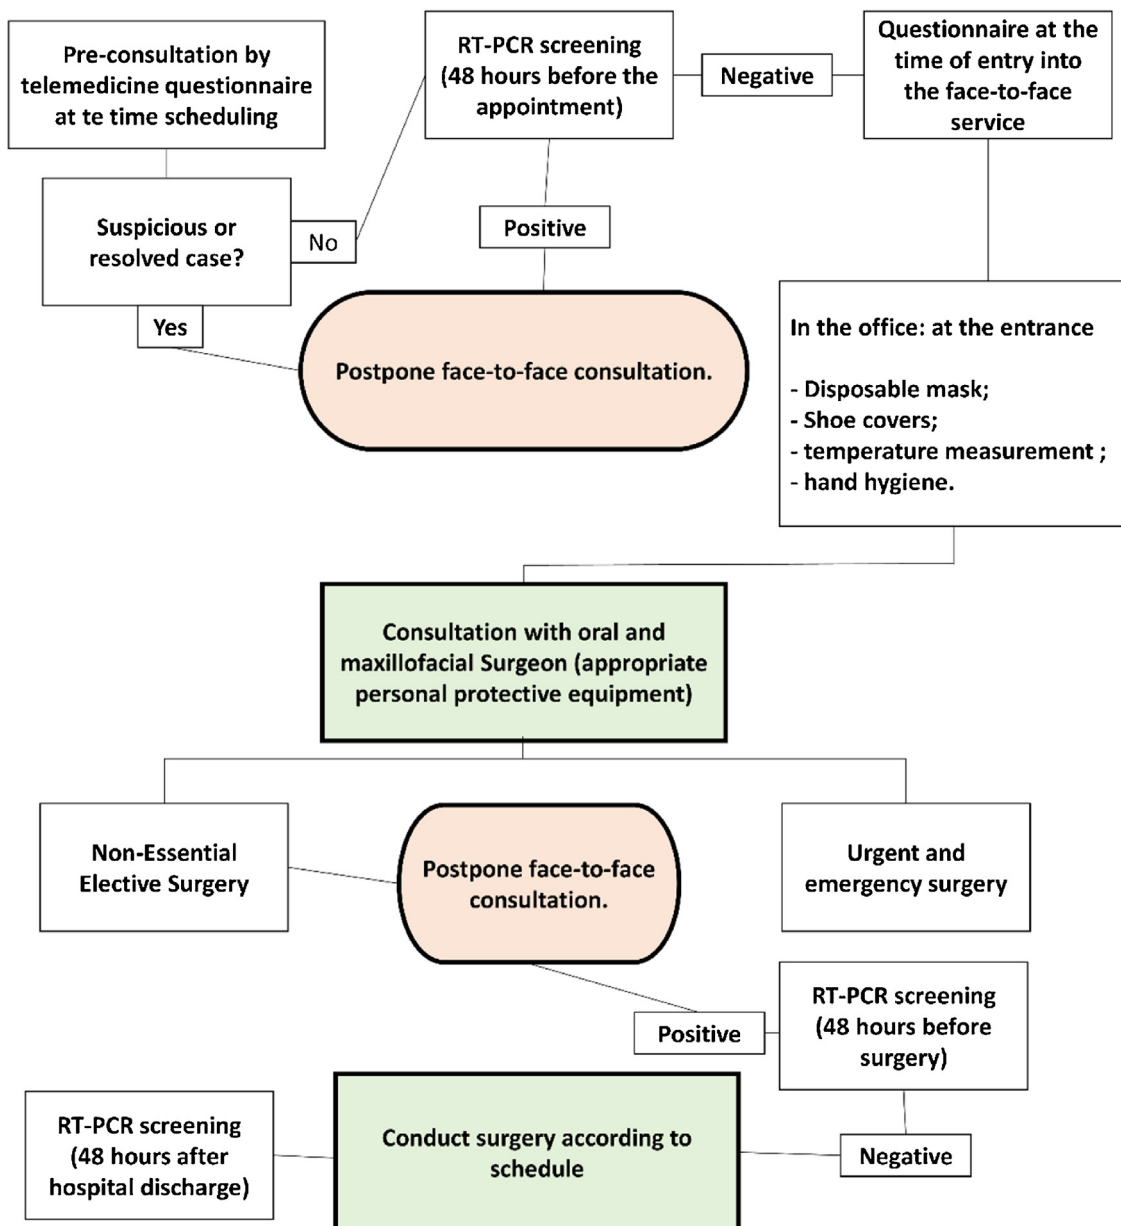 Pre-consultation by
telemedicine questionnaire
at te time scheduling
RT-PCR screening
(48 hours before the
appointment)
Negative
Questionnaire at the
time of entry into
the face-to-face
service
Suspicious or
resolved case?
No
Yes
Positive
Postpone face-to-face consultation.
In the office: at the entrance
- Disposable mask;
- Shoe covers;
- temperature measurement ;
- hand hygiene.
Consultation with oral and
maxillofacial Surgeon (appropriate
personal protective equipment)
Non-Essential
Elective Surgery
Postpone face-to-face
consultation.
Urgent and
emergency surgery
RT-PCR screening
(48 hours before
surgery)
Positive
Negative
Conduct surgery according to
schedule
RT-PCR screening
(48 hours after
hospital discharge)